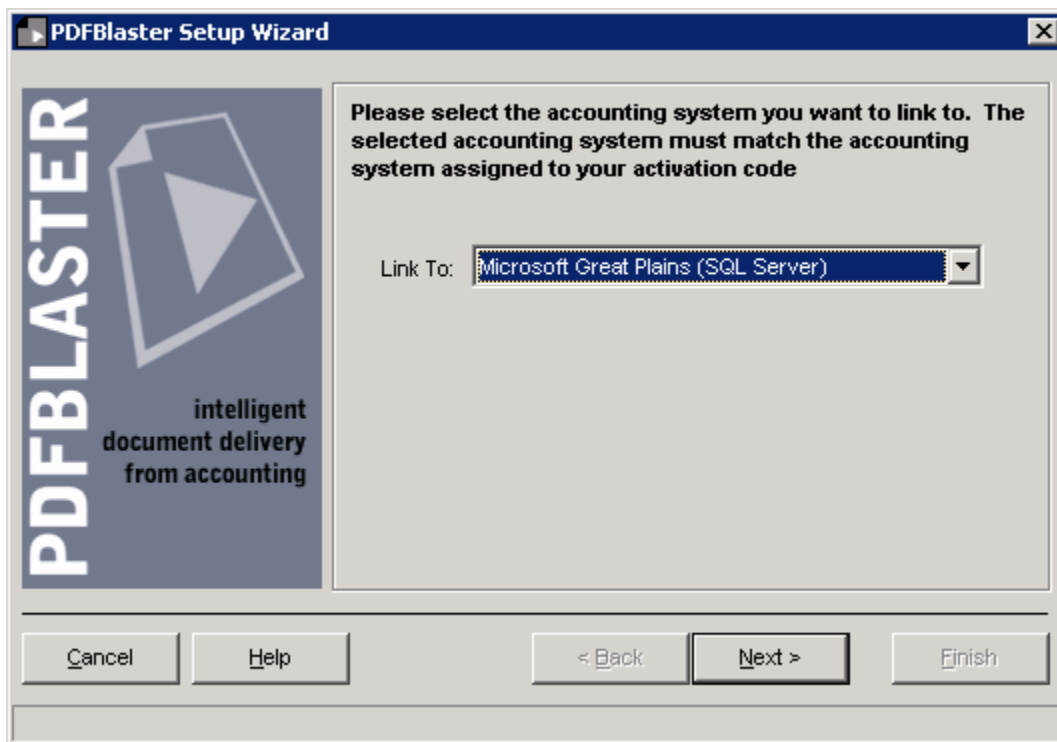 PDFBlaster Setup Wizard
PDFBLASTER
intelligent
document delivery
from accounting
Please select the accounting system you want to link to. The
selected accounting system must match the accounting
system assigned to your activation code
Link To: Microsoft Great Plains (SQL Server)
Cancel Help < Back Next > Finish